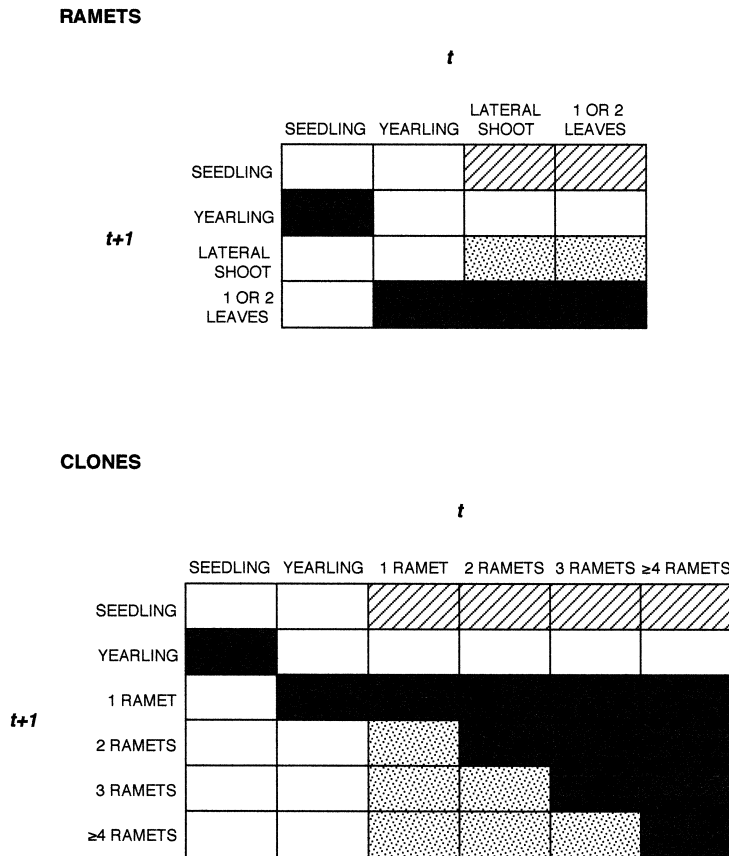 RAMETS
t
SEEDLING YEARLING LATERAL SHOOT 1 OR 2 LEAVES
SEEDLING
YEARLING
t+1
LATERAL
SHOOT
1 OR 2
LEAVES
CLONES
t
SEEDLING YEARLING 1 RAMET 2 RAMETS 3 RAMETS ≥4 RAMETS
SEEDLING
YEARLING
1 RAMET
t+1
2 RAMETS
3 RAMETS
≥4 RAMETS